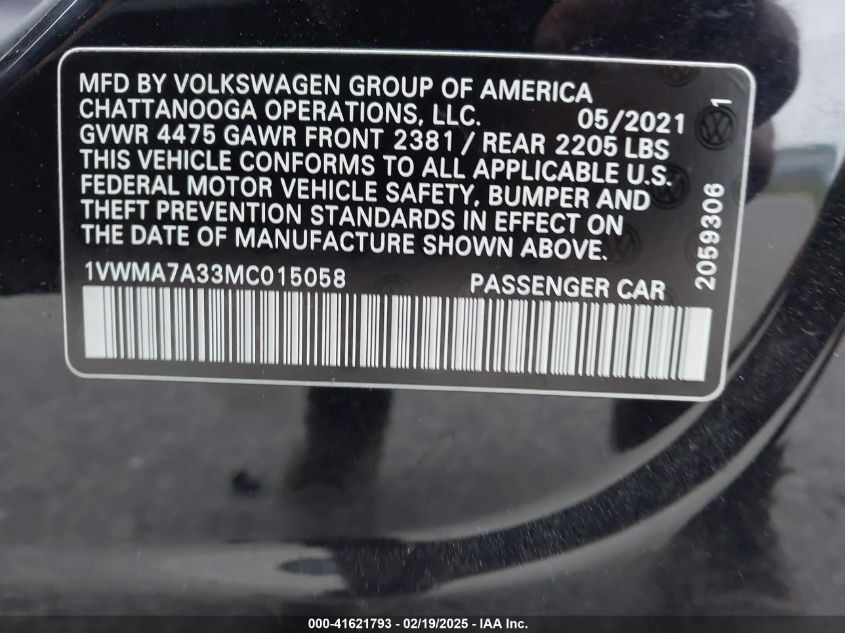 MFD BY VOLKSWAGEN GROUP OF AMERICA
CHATTANOOGA OPERATIONS, LLC. 05/2021
GVWR 4475 GAWR FRONT 2381 / REAR 2205 LBS
THIS VEHICLE CONFORMS TO ALL APPLICABLE U.S.
FEDERAL MOTOR VEHICLE SAFETY, BUMPER AND
THEFT PREVENTION STANDARDS IN EFFECT ON
THE DATE OF MANUFACTURE SHOWN ABOVE.
1VWMA7A33MC015058 PASSENGER CAR
2059306
1
000-41621793 - 02/19/2025 - IAA Inc.